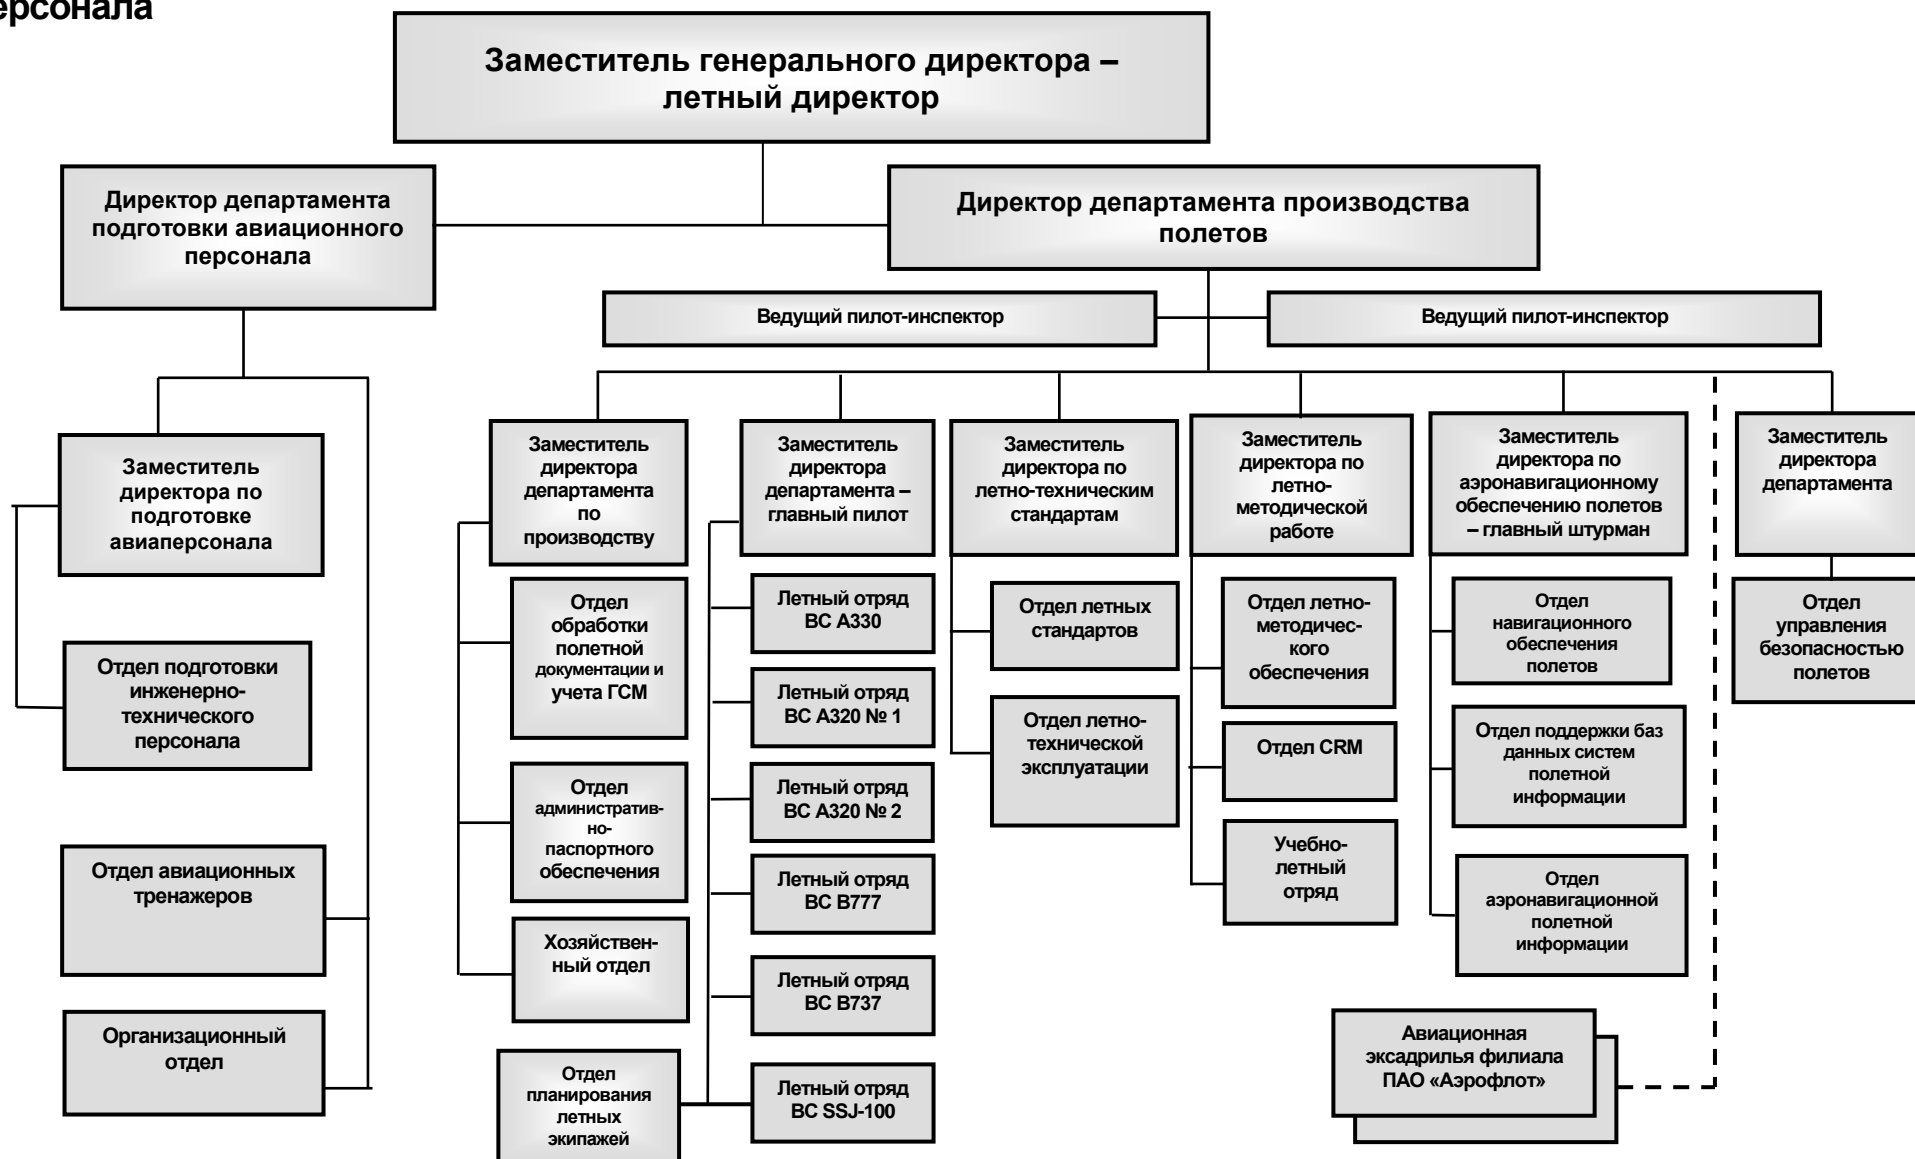 ерсонала
Заместитель генерального директора –
летный директор
Директор департамента
подготовки авиационного
персонала
Директор департамента производства
полетов
Ведущий пилот-инспектор
Ведущий пилот-инспектор
Заместитель
директора по
подготовке
авиаперсонала
Отдел подготовки
инженерно-
технического
персонала
Отдел авиационных
тренажеров
Организационный
отдел
Заместитель
директора
департамента
по
производству
Отдел
обработки
полетной
документации и
учета ГСМ
Отдел
административ-
но-
паспортного
обеспечения
Хозяйствен-
ный отдел
Отдел
планирования
летных
экипажей
Заместитель
директора
департамента –
главный пилот
Летный отряд
ВС А330
Летный отряд
ВС А320 № 1
Летный отряд
ВС А320 № 2
Летный отряд
ВС В777
Летный отряд
ВС В737
Летный отряд
ВС SSJ-100
Заместитель
директора по
летно-техническим
стандартам
Отдел летных
стандартов
Отдел летно-
технической
эксплуатации
Заместитель
директора по
летно-
методической
работе
Отдел летно-
методичес-
кого
обеспечения
Отдел CRM
Учебно-
летный
отряд
Заместитель
директора по
аэронавигационному
обеспечению полетов
– главный штурман
Отдел
навигационного
обеспечения
полетов
Отдел поддержки баз
данных систем
полетной
информации
Отдел
аэронавигационной
полетной
информации
Авиационная
эксадрилья филиала
ПАО «Аэрофлот»
Заместитель
директора
департамента
Отдел
управления
безопасностью
полетов